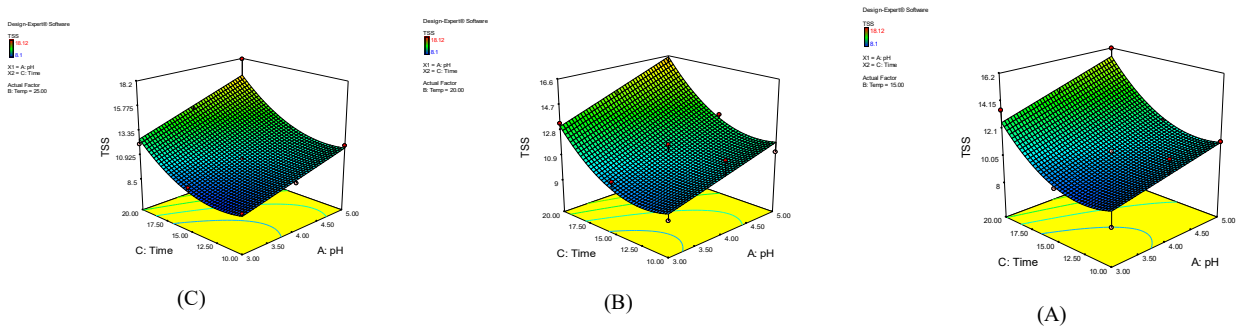 Design-Expert® Software
TSS
18.12
8.1
X1 = A: pH
X2 = C: Time
Actual Factor
B: Temp = 25.00
18.2
15.775
13.35
10.925
8.5
TSS
20.00
17.50
15.00
12.50
10.00
C: Time
3.00
3.50
4.00
4.50
5.00
A: pH
(C)
Design-Expert® Software
TSS
18.12
8.1
X1 = A: pH
X2 = C: Time
Actual Factor
B: Temp = 20.00
16.6
14.7
12.8
10.9
9
TSS
20.00
17.50
15.00
12.50
10.00
C: Time
3.00
3.50
4.00
4.50
5.00
A: pH
(B)
Design-Expert® Software
TSS
18.12
8.1
X1 = A: pH
X2 = C: Time
Actual Factor
B: Temp = 15.00
16.2
14.15
12.1
10.05
8
TSS
20.00
17.50
15.00
12.50
10.00
C: Time
3.00
3.50
4.00
4.50
5.00
A: pH
(A)